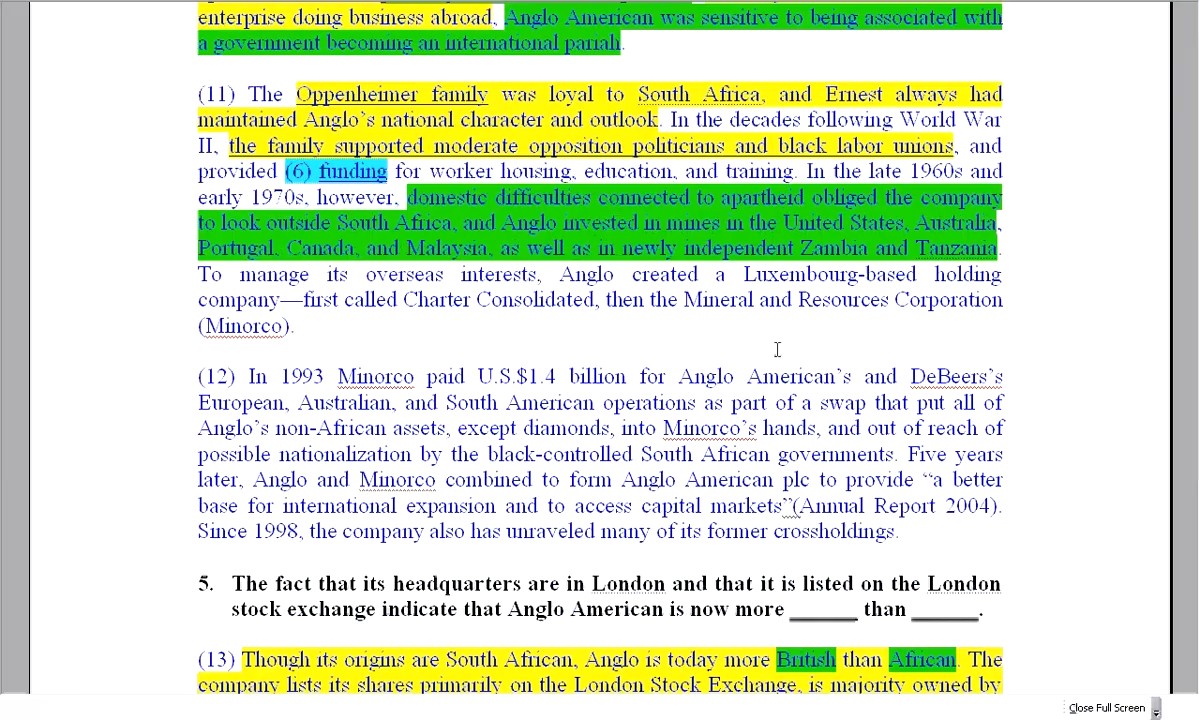 enterprise doing business abroad, Anglo American was sensitive to being associated with
a government becoming an international pariah.
(11) The Oppenheimer family was loyal to South Africa, and Ernest always had
maintained Anglo's national character and outlook. In the decades following World War
II, the family supported moderate opposition politicians and black labor unions, and
provided (6) funding for worker housing, education, and training. In the late 1960s and
early 1970s, however, domestic difficulties connected to apartheid obliged the company
to look outside South Africa, and Anglo invested in mines in the United States, Australia,
Portugal, Canada, and Malaysia, as well as in newly independent Zambia and Tanzania.
To manage its overseas interests, Anglo created a Luxembourg-based holding
company—first called Charter Consolidated, then the Mineral and Resources Corporation
(Minorco).
(12) In 1993 Minorco paid U.S.$1.4 billion for Anglo American's and DeBeers's
European, Australian, and South American operations as part of a swap that put all of
Anglo's non-African assets, except diamonds, into Minorco's hands, and out of reach of
possible nationalization by the black-controlled South African governments. Five years
later, Anglo and Minorco combined to form Anglo American plc to provide “a better
base for international expansion and to access capital markets”(Annual Report 2004).
Since 1998, the company also has unraveled many of its former crossholdings.
5. The fact that its headquarters are in London and that it is listed on the London
stock exchange indicate that Anglo American is now more ______ than ______.
(13) Though its origins are South African, Anglo is today more British than African. The
company lists its shares primarily on the London Stock Exchange, is majority owned by
Close Full Screen